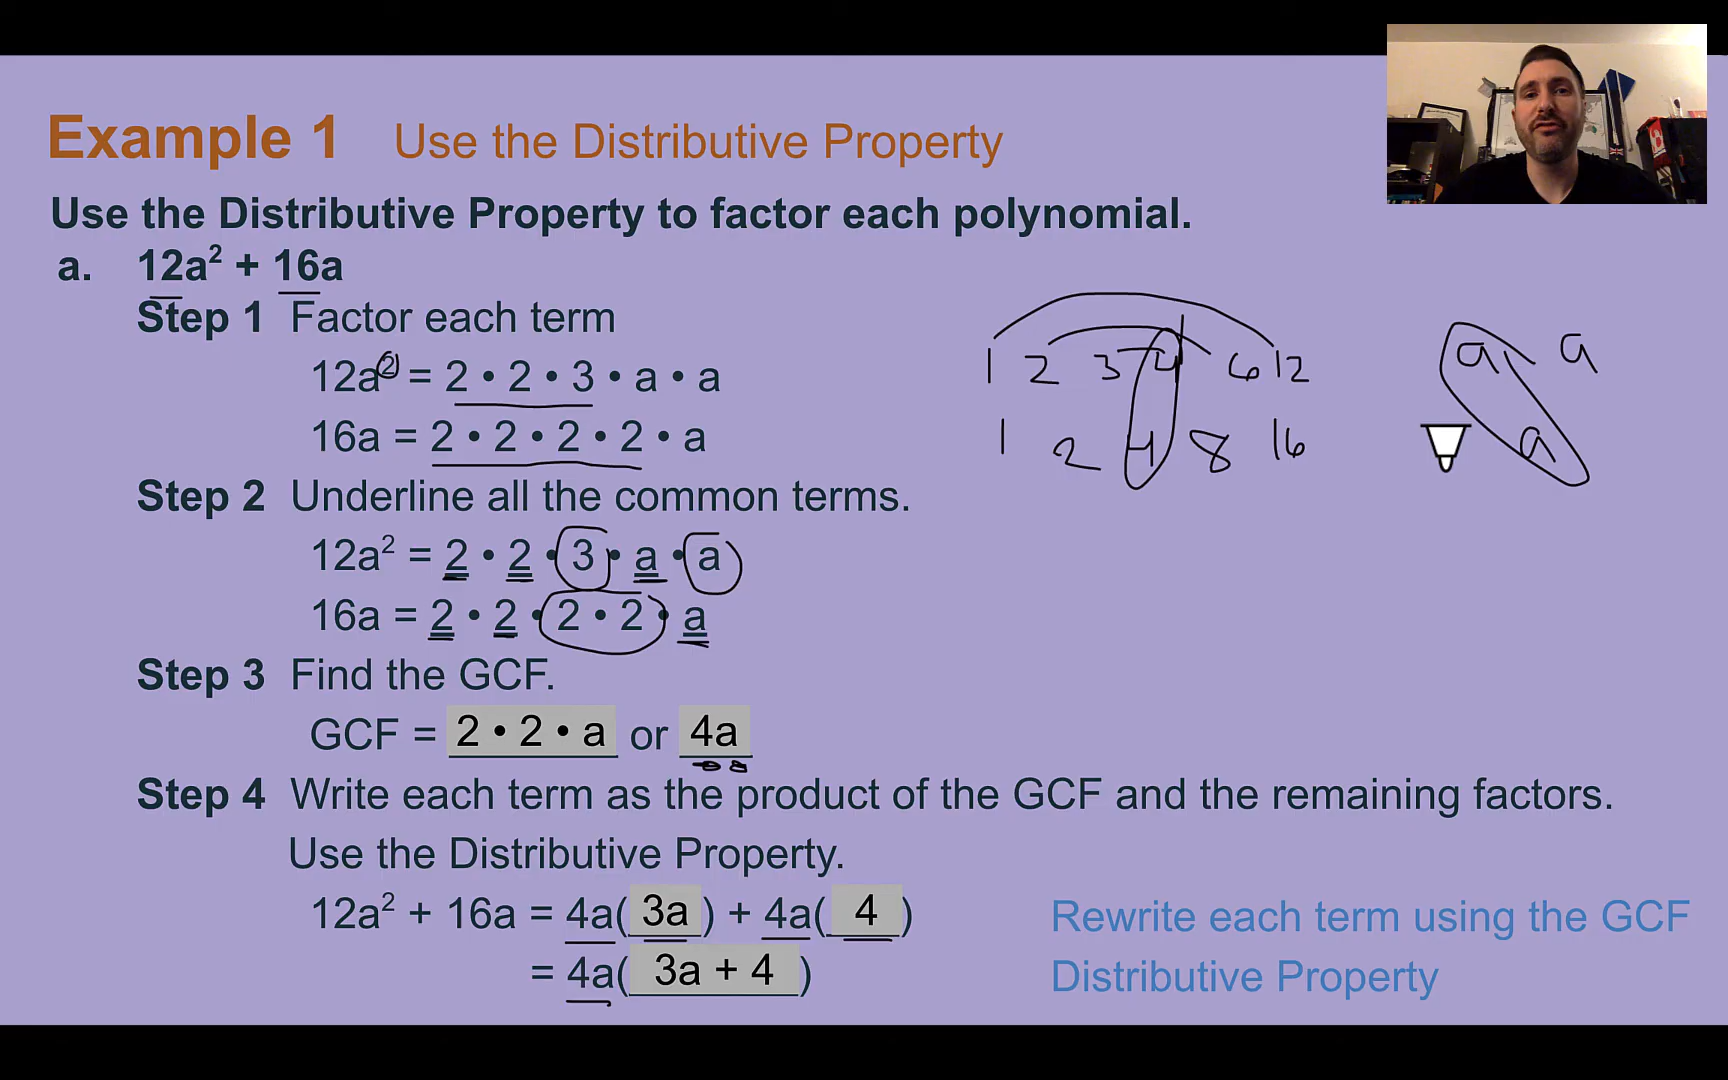 Example 1 Use the Distributive Property
Use the Distributive Property to factor each polynomial.
a. 12a² + 16a
Step 1 Factor each term
12a² = 2 • 2 • 3 • a • a
16a = 2 • 2 • 2 • 2 • a
1 2 3 4 6 12
1 2 4 8 16
a a
a
Step 2 Underline all the common terms.
12a² = 2 • 2 • 3 • a • a
16a = 2 • 2 • 2 • 2 • a
Step 3 Find the GCF.
GCF = 2 • 2 • a or 4a
Step 4 Write each term as the product of the GCF and the remaining factors.
Use the Distributive Property.
12a² + 16a = 4a( 3a ) + 4a( 4 ) Rewrite each term using the GCF
= 4a( 3a + 4 ) Distributive Property